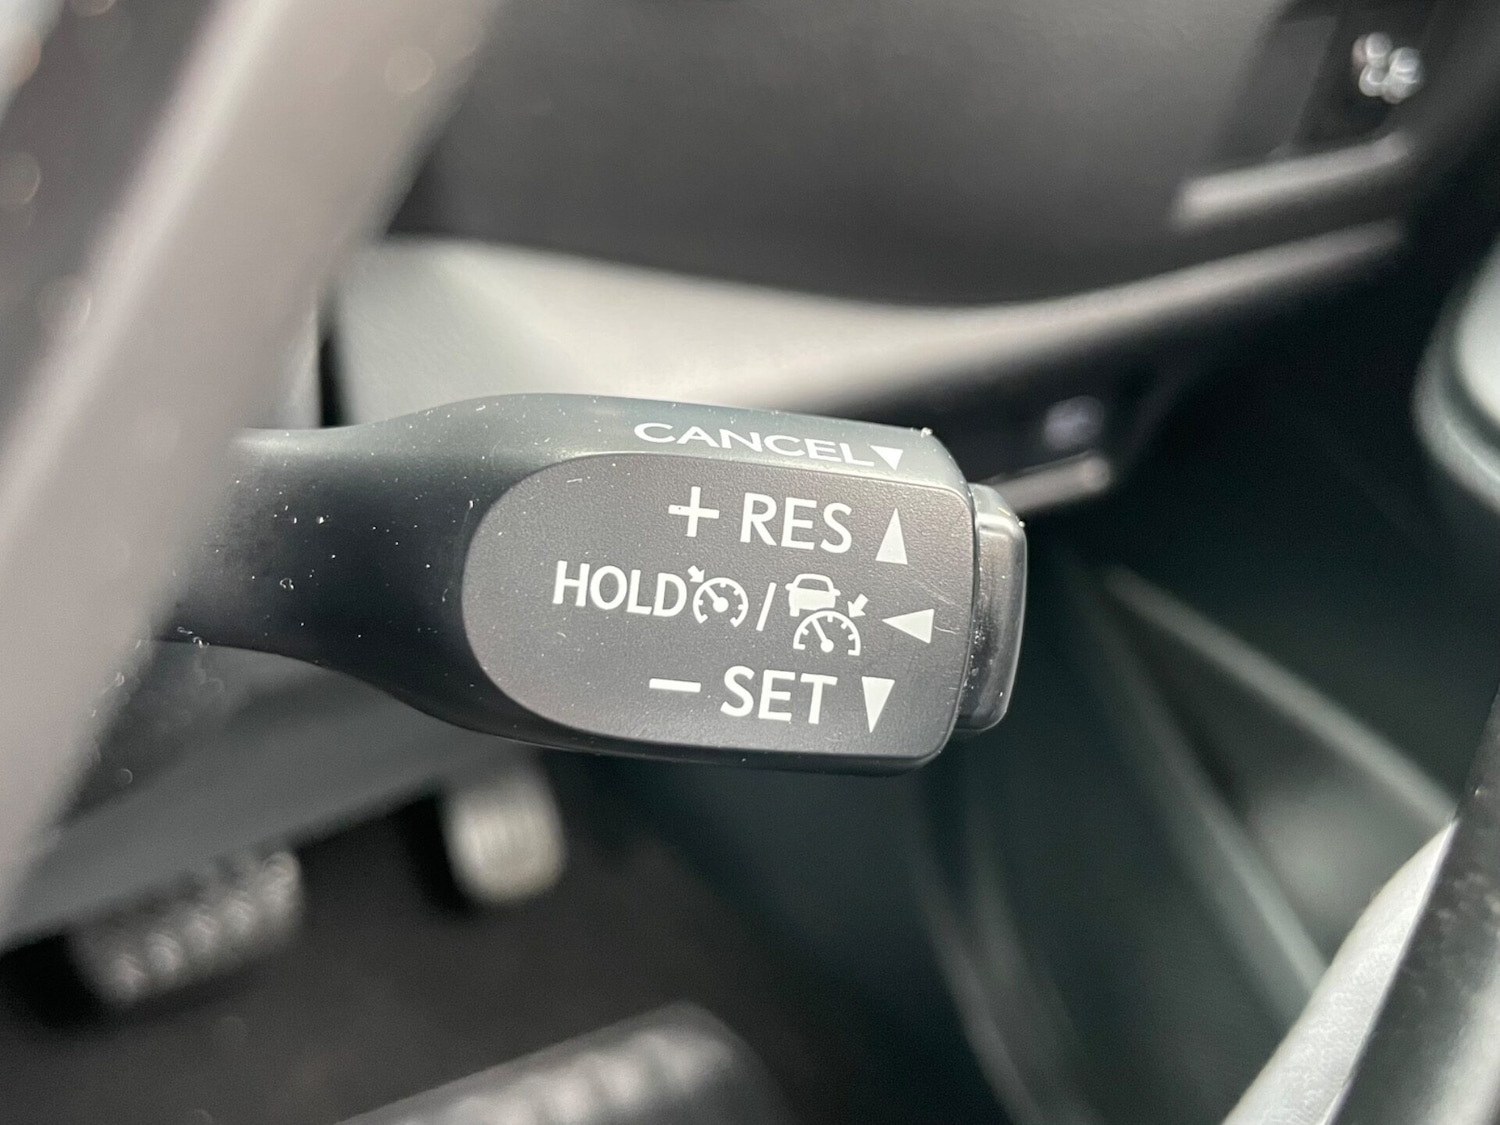 CANCEL▼
+ RES ▲
HOLD / ◀
− SET ▼